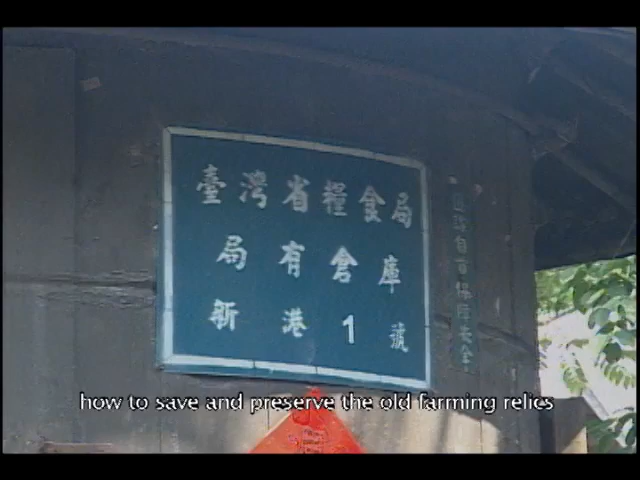 臺灣省糧食局
局有倉庫
新港1號
how to save and preserve the old farming relics